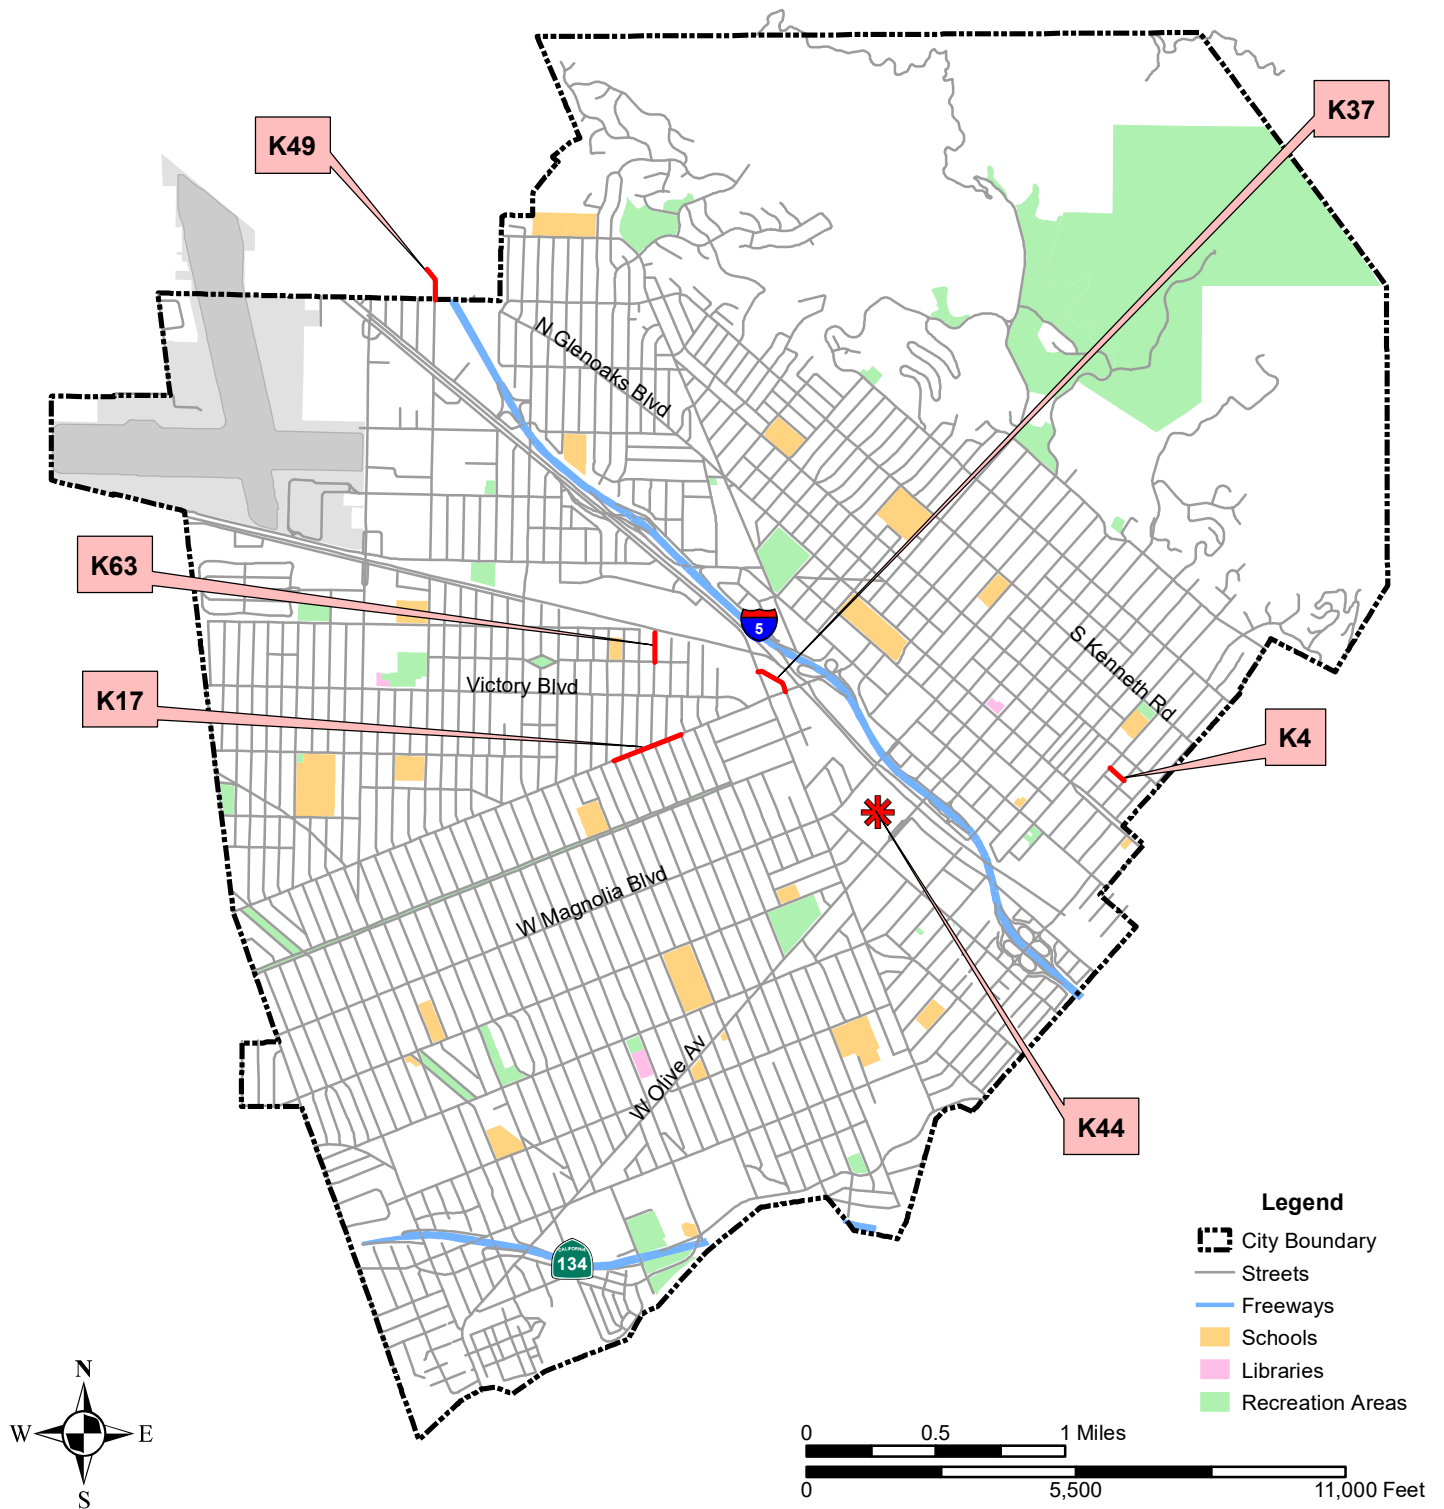 K37
K49
N Glenoaks Blvd
K63
5
S Kenneth Rd
Victory Blvd
K17
K4
W Magnolia Blvd
W Olive Av
K44
Legend
City Boundary
Streets
Freeways
Schools
Libraries
Recreation Areas
CALIFORNIA
134
N
W E
S
0 0.5 1 Miles
0 5,500 11,000 Feet